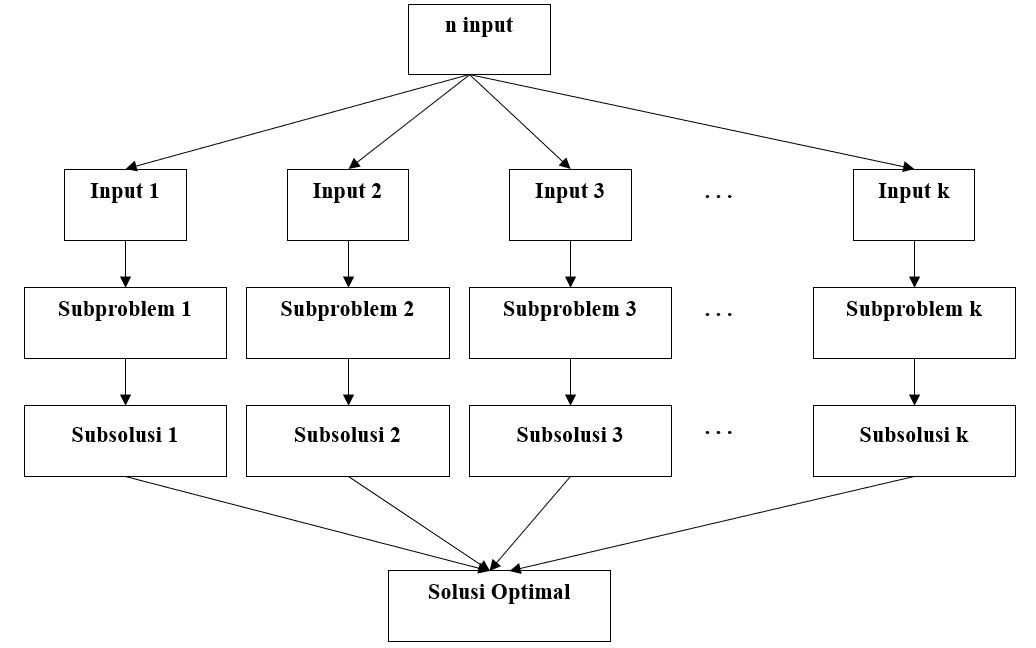 n input
Input 1
Input 2
Input 3
. . .
Input k
Subproblem 1
Subproblem 2
Subproblem 3
. . .
Subproblem k
Subsolusi 1
Subsolusi 2
Subsolusi 3
. . .
Subsolusi k
Solusi Optimal